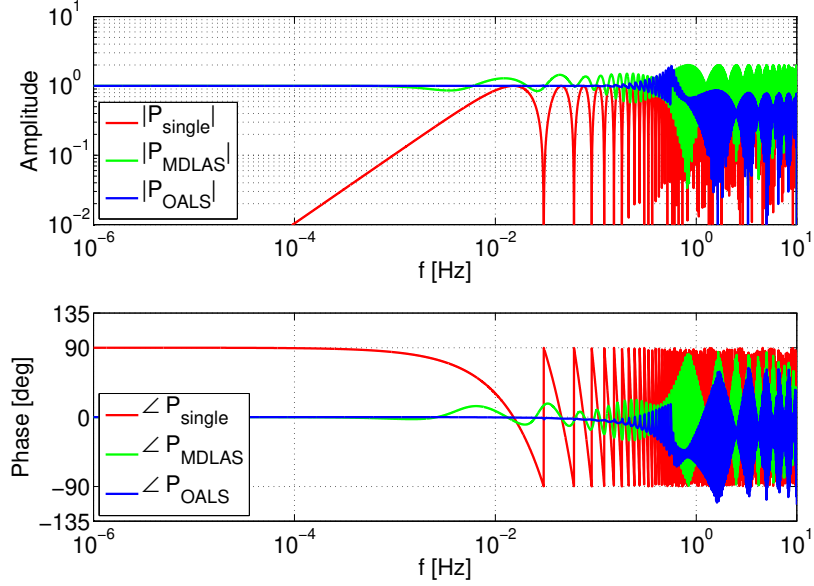 10^1
10^0
10^-1
10^-2
Amplitude
|P_single|
|P_MDLAS|
|P_OALS|
10^-6 10^-4 10^-2 10^0 10^1
f [Hz]
135
90
0
-90
-135
Phase [deg]
∠ P_single
∠ P_MDLAS
∠ P_OALS
10^-6 10^-4 10^-2 10^0 10^1
f [Hz]